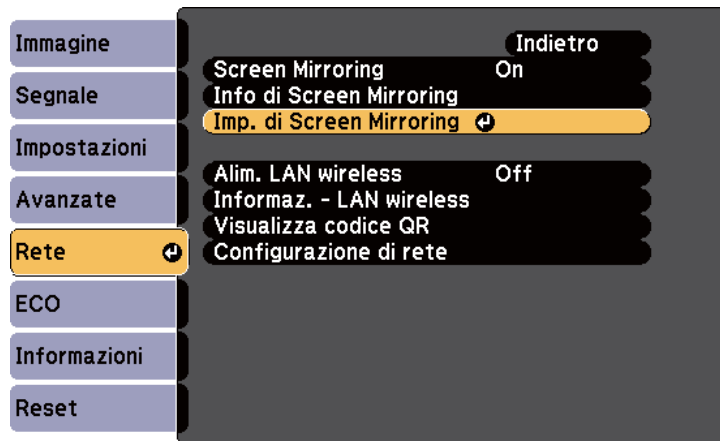 Immagine
Segnale
Impostazioni
Avanzate
Rete
ECO
Informazioni
Reset
Indietro
Screen Mirroring On
Info di Screen Mirroring
Imp. di Screen Mirroring
Alim. LAN wireless Off
Informaz. - LAN wireless
Visualizza codice QR
Configurazione di rete